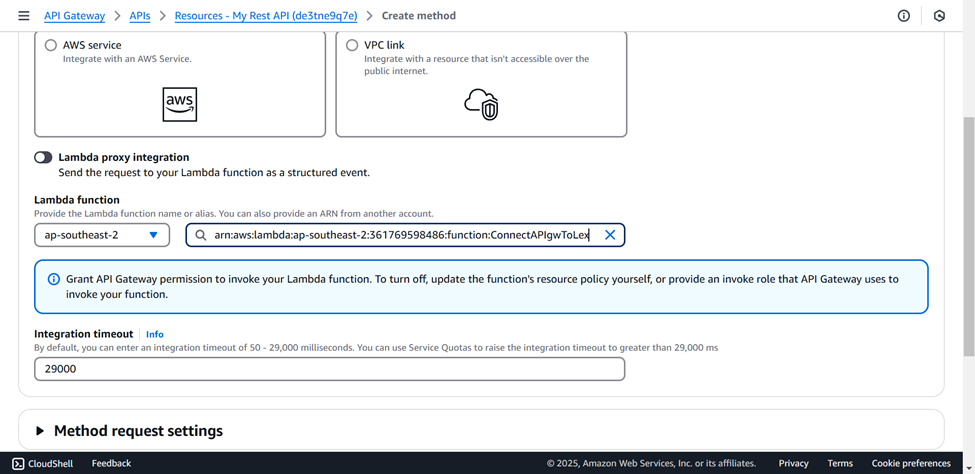 API Gateway > APIs > Resources - My Rest API (de3tne9q7e) > Create method
AWS service
Integrate with an AWS Service.
aws
VPC link
Integrate with a resource that isn't accessible over the
public internet.
Lambda proxy integration
Send the request to your Lambda function as a structured event.
Lambda function
Provide the Lambda function name or alias. You can also provide an ARN from another account.
ap-southeast-2
arn:aws:lambda:ap-southeast-2:361769598486:function:ConnectAPIgwToLex
Grant API Gateway permission to invoke your Lambda function. To turn off, update the function's resource policy yourself, or provide an invoke role that API Gateway uses to
invoke your function.
Integration timeout Info
By default, you can enter an integration timeout of 50 - 29,000 milliseconds. You can use Service Quotas to raise the integration timeout to greater than 29,000 ms
29000
Method request settings
CloudShell Feedback © 2025, Amazon Web Services, Inc. or its affiliates. Privacy Terms Cookie preferences